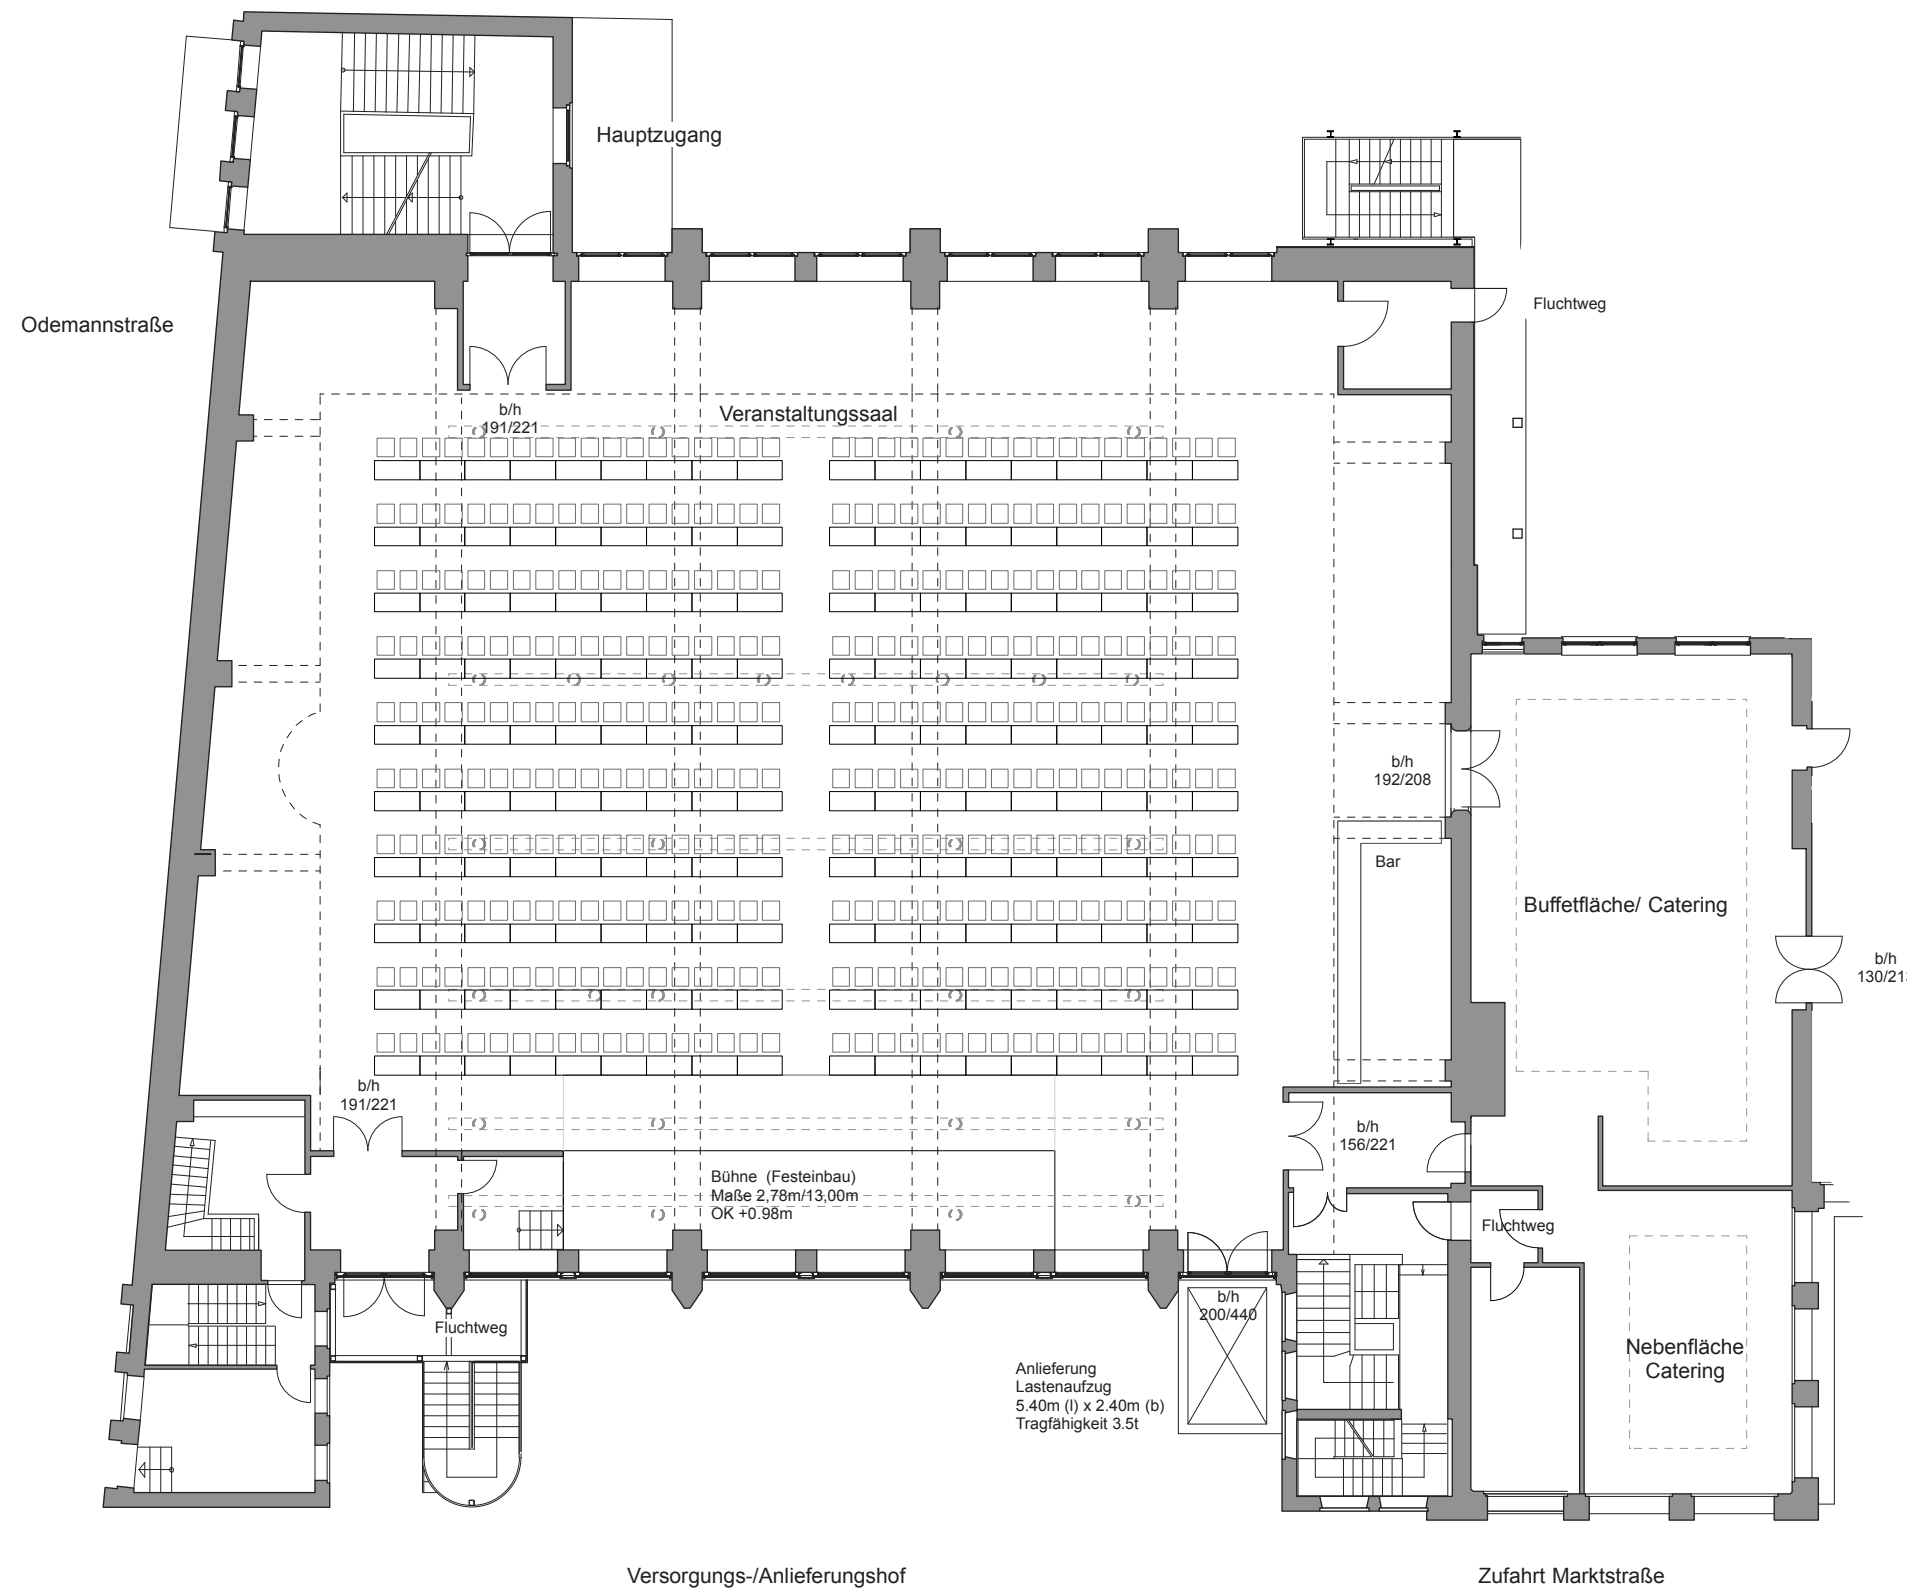 Hauptzugang
Fluchtweg
Odemannstraße
b/h
191/221
Veranstaltungssaal
b/h
192/208
Bar
Buffetfläche/ Catering
b/h
130/213
b/h
191/221
b/h
156/221
Bühne (Festeinbau)
Maße 2,78m/13,00m
OK +0.98m
Fluchtweg
b/h
200/440
Fluchtweg
Nebenfläche
Catering
Anlieferung
Lastenaufzug
5.40m (l) x 2.40m (b)
Tragfähigkeit 3.5t
Versorgungs-/Anlieferungshof
Zufahrt Marktstraße